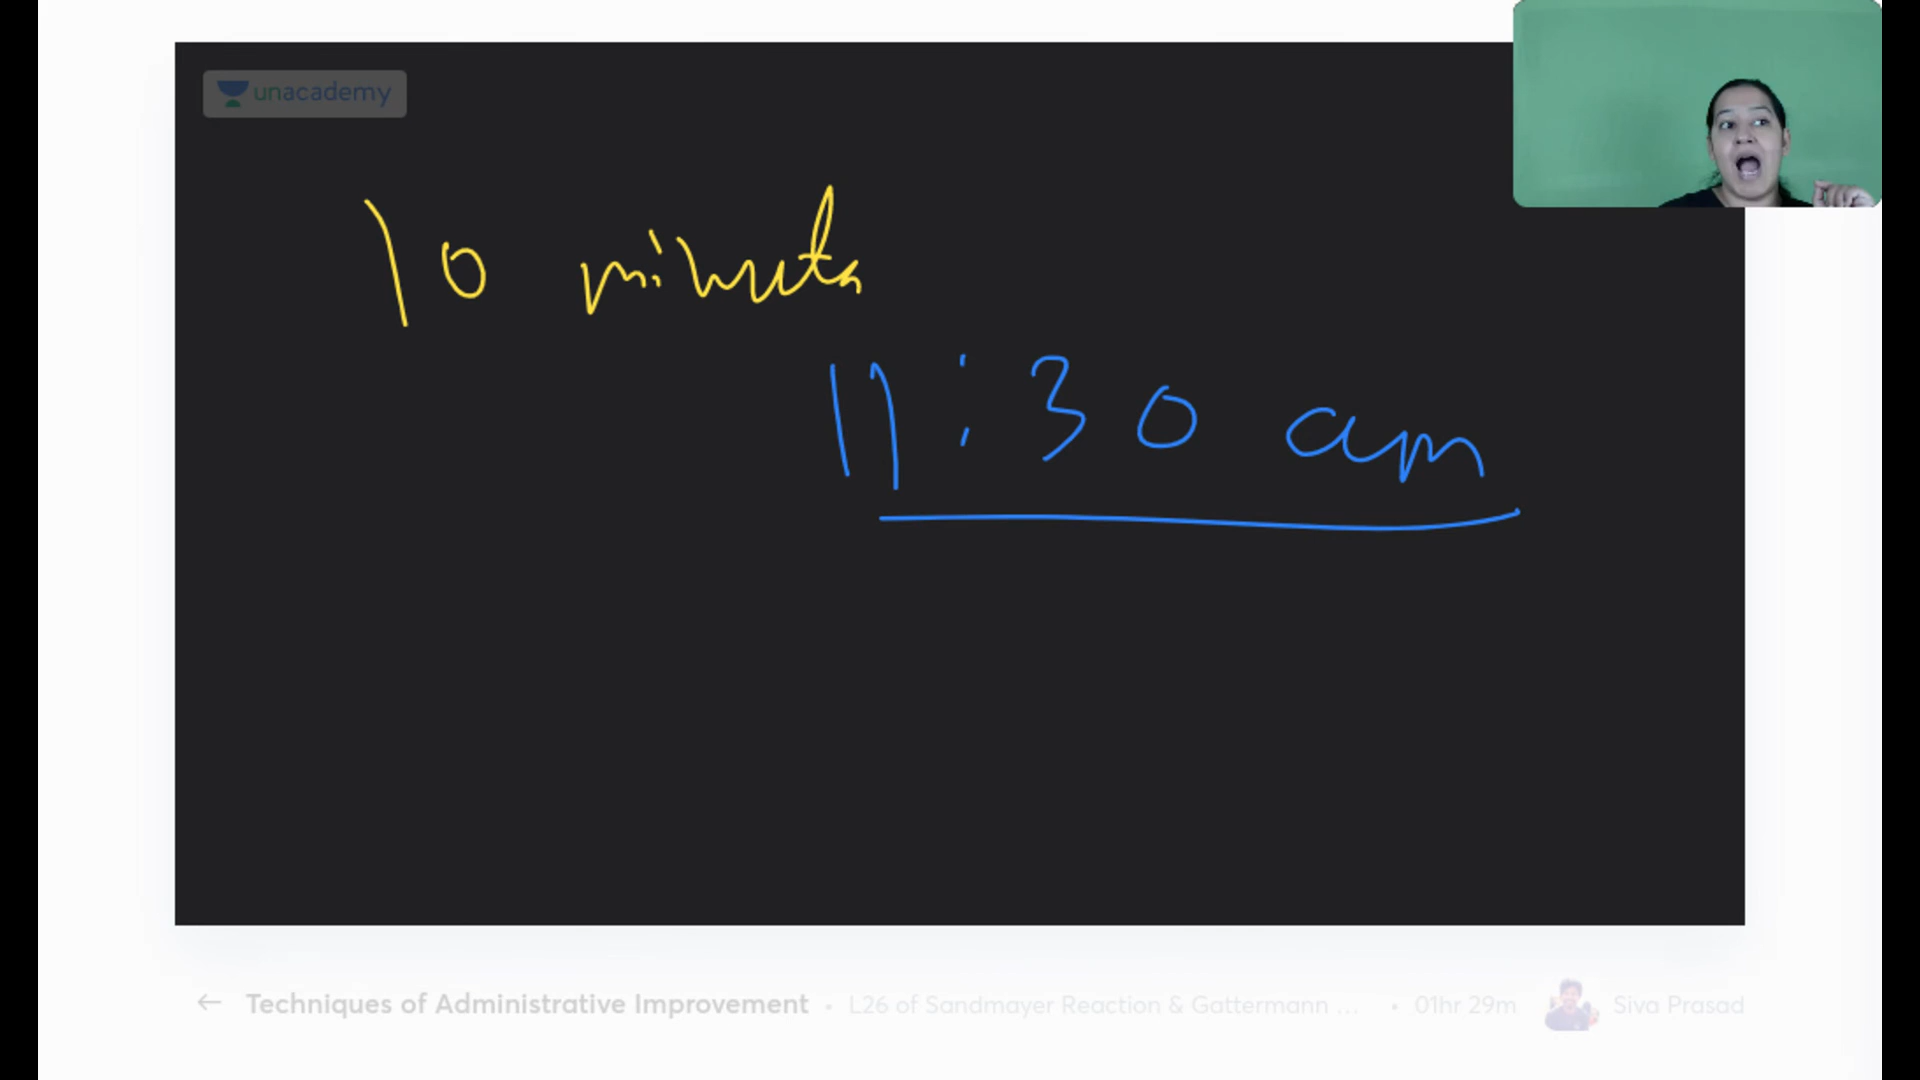 unacademy
10 minutes
11:30 am
← Techniques of Administrative Improvement • L26 of Sandmayer Reaction & Gattermann ... • 01hr 29m Siva Prasad